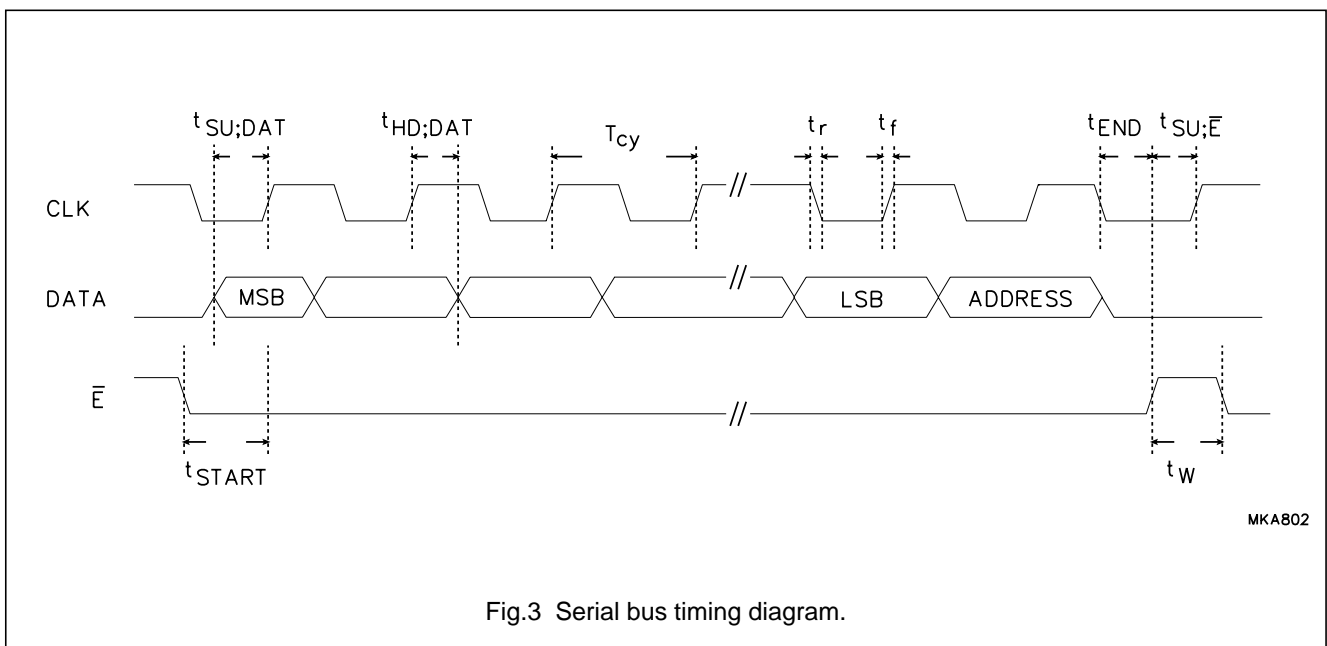 tSU;DAT tHD;DAT Tcy tr tf tEND tSU;E̅
CLK
DATA MSB LSB ADDRESS
E̅
tSTART tW
MKA802
Fig.3 Serial bus timing diagram.